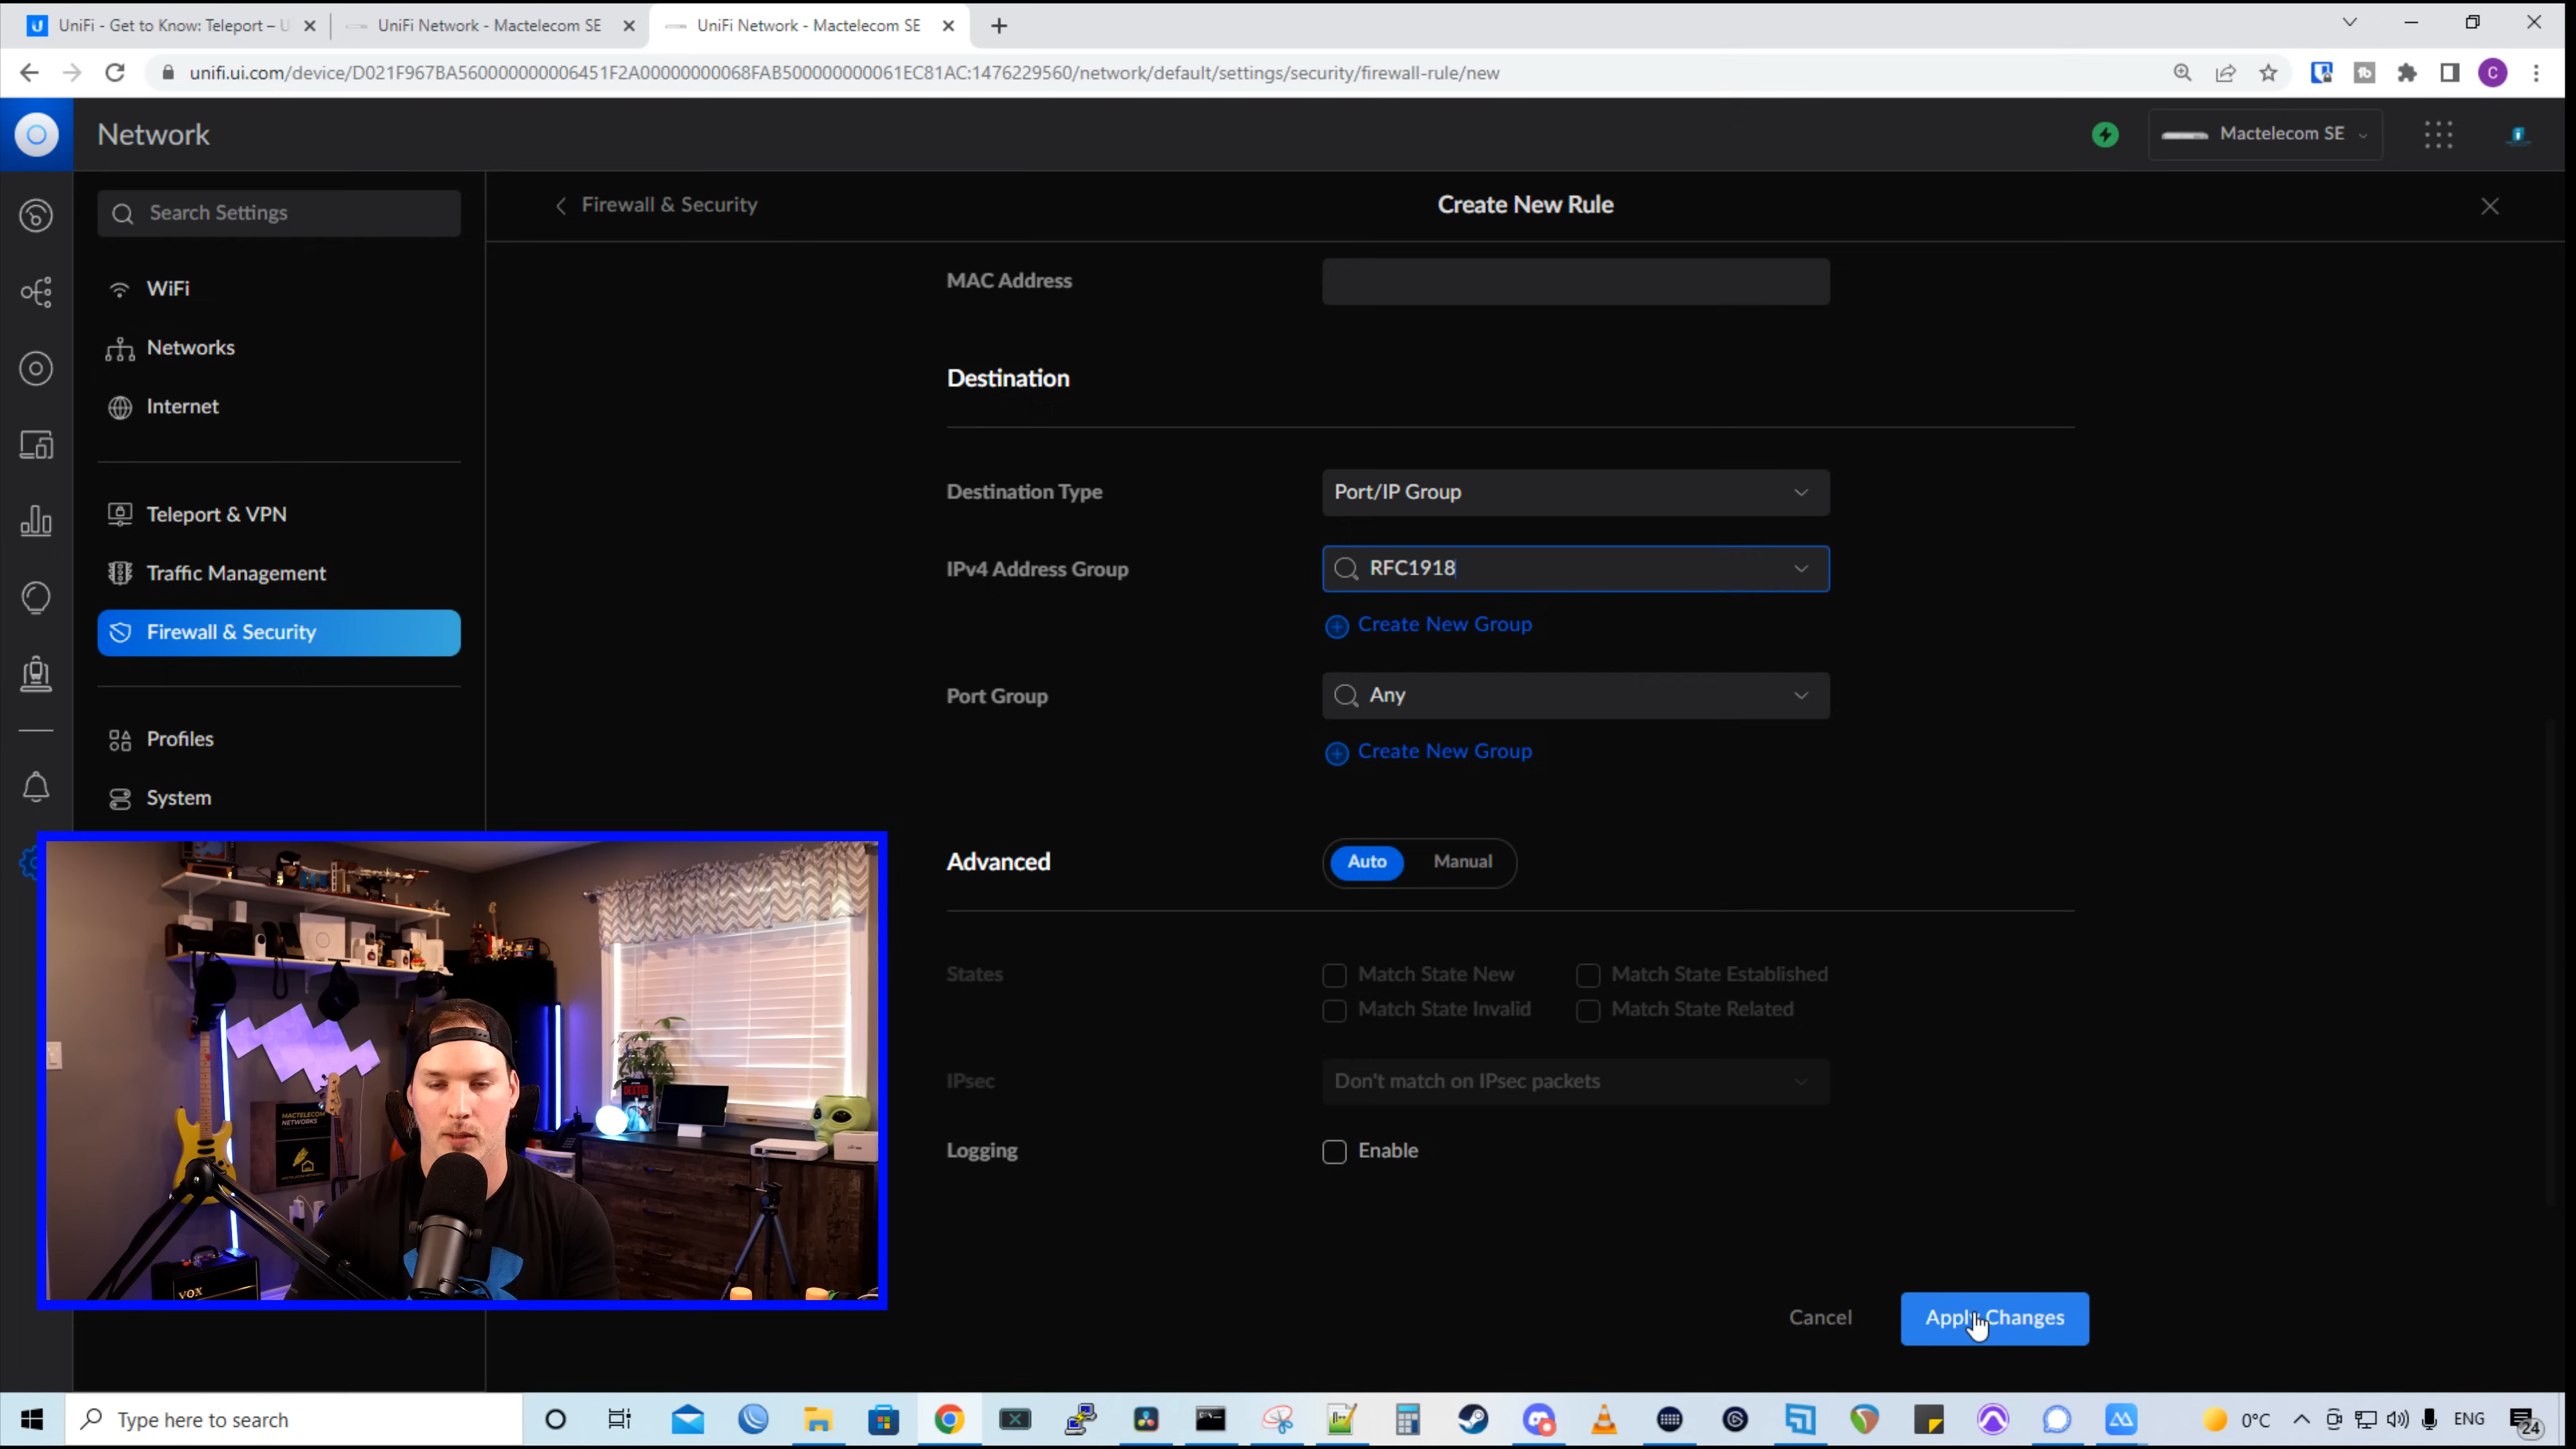 UniFi - Get to Know: Teleport – U
UniFi Network - Mactelecom SE
UniFi Network - Mactelecom SE
unifi.ui.com/device/D021F967BA560000000006451F2A00000000068FAB500000000061EC81AC:1476229560/network/default/settings/security/firewall-rule/new
C
Network
Mactelecom SE
Search Settings
Firewall & Security
Create New Rule
WiFi
Networks
Internet
Teleport & VPN
Traffic Management
Firewall & Security
Profiles
System
MAC Address
Destination
Destination Type
Port/IP Group
IPv4 Address Group
RFC1918
Create New Group
Port Group
Any
Create New Group
Advanced
Auto
Manual
States
Match State New
Match State Established
Match State Invalid
Match State Related
IPsec
Don't match on IPsec packets
Logging
Enable
MACTELECOM
NETWORKS
VOX
Cancel
Apply Changes
Type here to search
0°C
ENG
24